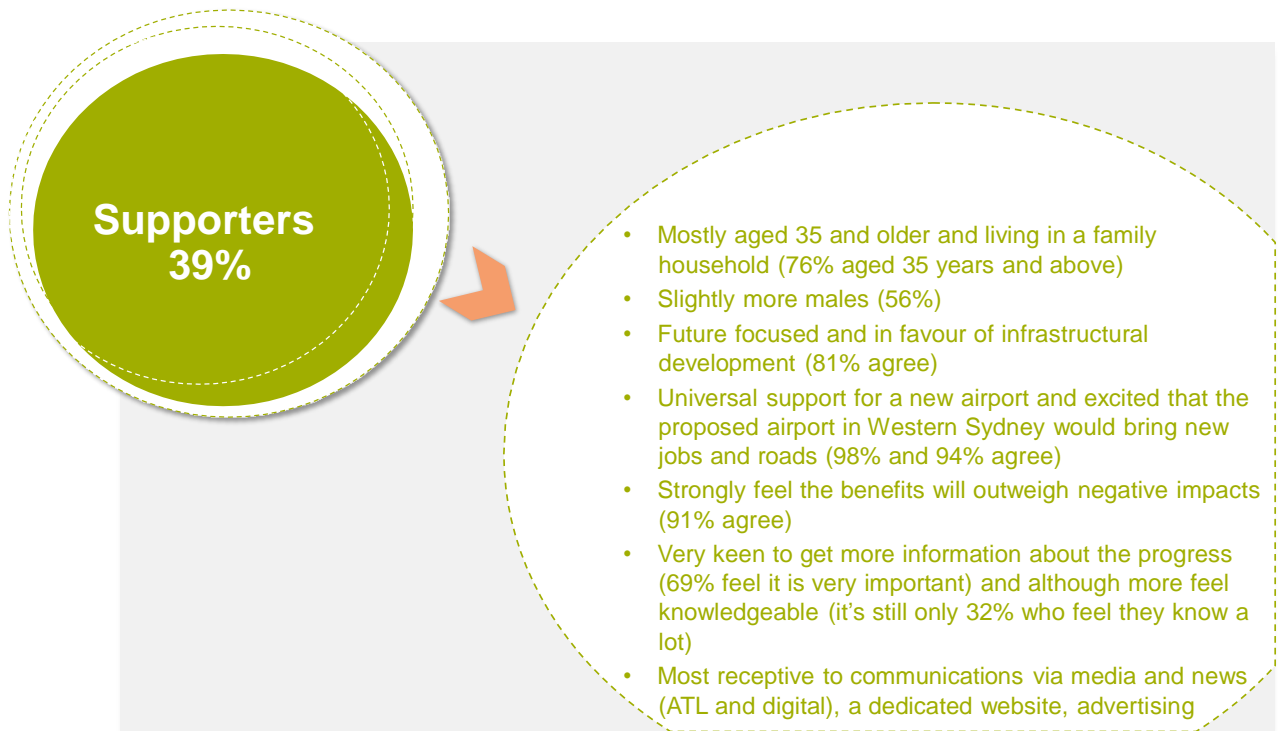 Supporters
39%
• Mostly aged 35 and older and living in a family
household (76% aged 35 years and above)
• Slightly more males (56%)
• Future focused and in favour of infrastructural
development (81% agree)
• Universal support for a new airport and excited that the
proposed airport in Western Sydney would bring new
jobs and roads (98% and 94% agree)
• Strongly feel the benefits will outweigh negative impacts
(91% agree)
• Very keen to get more information about the progress
(69% feel it is very important) and although more feel
knowledgeable (it’s still only 32% who feel they know a
lot)
• Most receptive to communications via media and news
(ATL and digital), a dedicated website, advertising